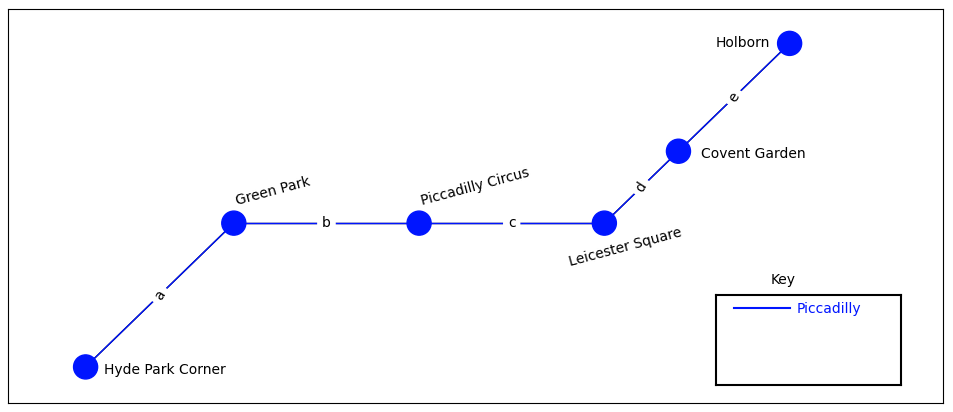 Holborn
e
Covent Garden
d
Green Park
Piccadilly Circus
b
c
Leicester Square
a
Hyde Park Corner
Key
Piccadilly